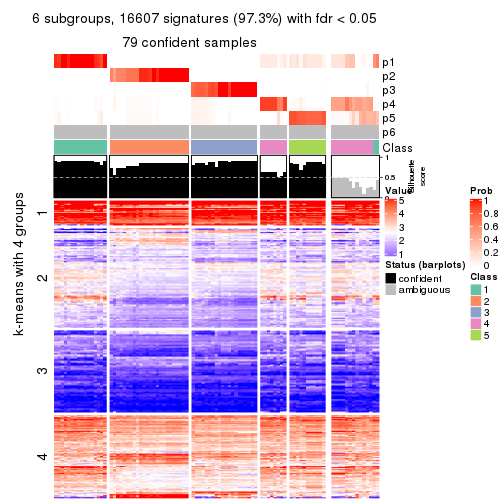 6 subgroups, 16607 signatures (97.3%) with fdr < 0.05
79 confident samples
p1
p2
p3
p4
p5
p6
Class
1
0.5
0
Silhouette
score
k-means with 4 groups
1
2
3
4
Value
5
4
3
2
1
Status (barplots)
confident
ambiguous
Prob
1
0.8
0.6
0.4
0.2
0
Class
1
2
3
4
5